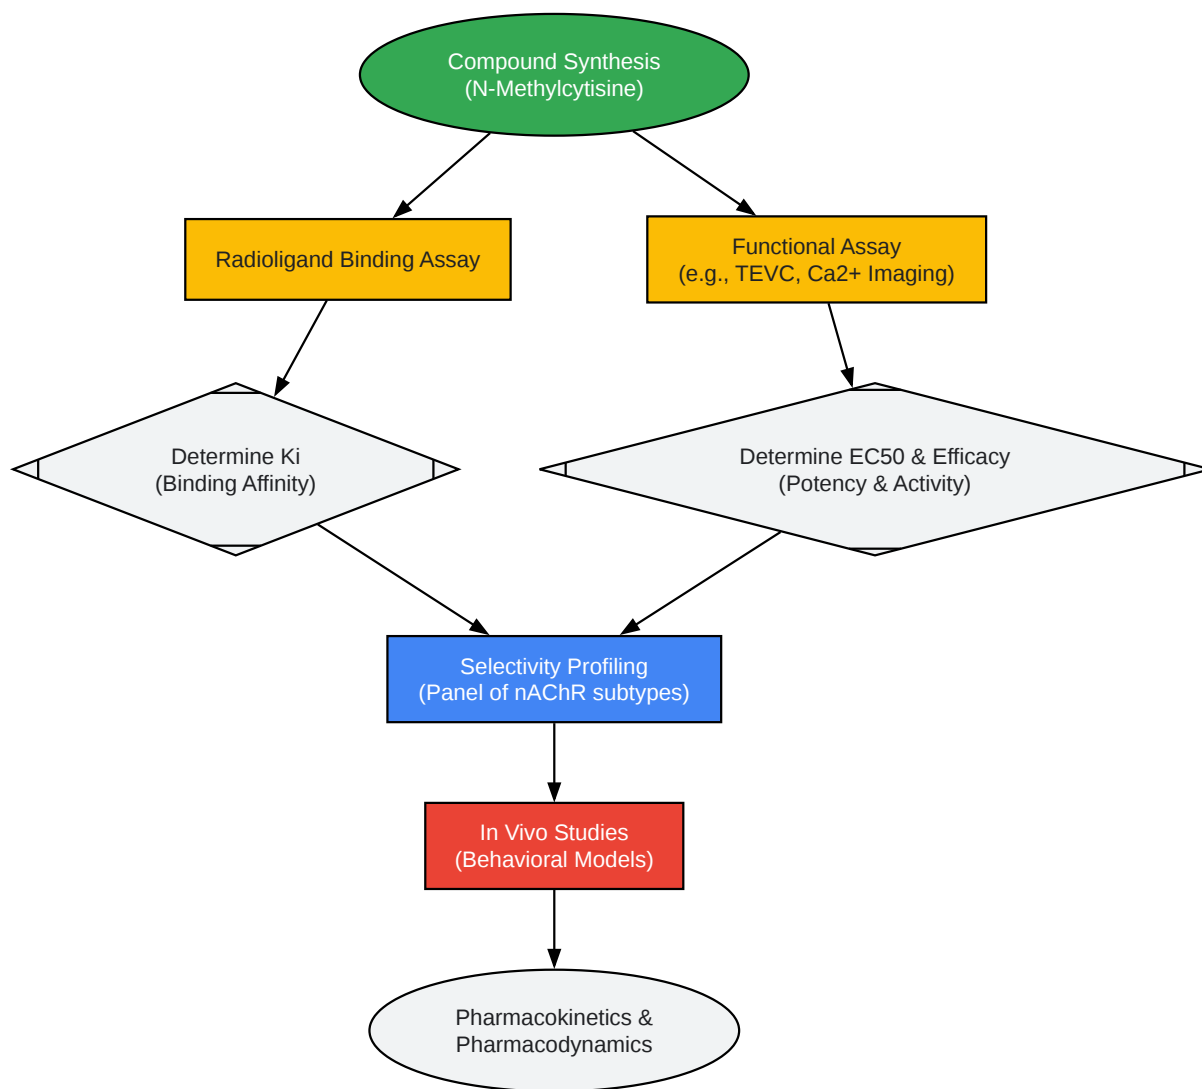 Compound Synthesis
(N-Methylcytisine)
Radioligand Binding Assay
Functional Assay
(e.g., TEVC, Ca2+ Imaging)
Determine Ki
(Binding Affinity)
Determine EC50 & Efficacy
(Potency & Activity)
Selectivity Profiling
(Panel of nAChR subtypes)
In Vivo Studies
(Behavioral Models)
Pharmacokinetics &
Pharmacodynamics